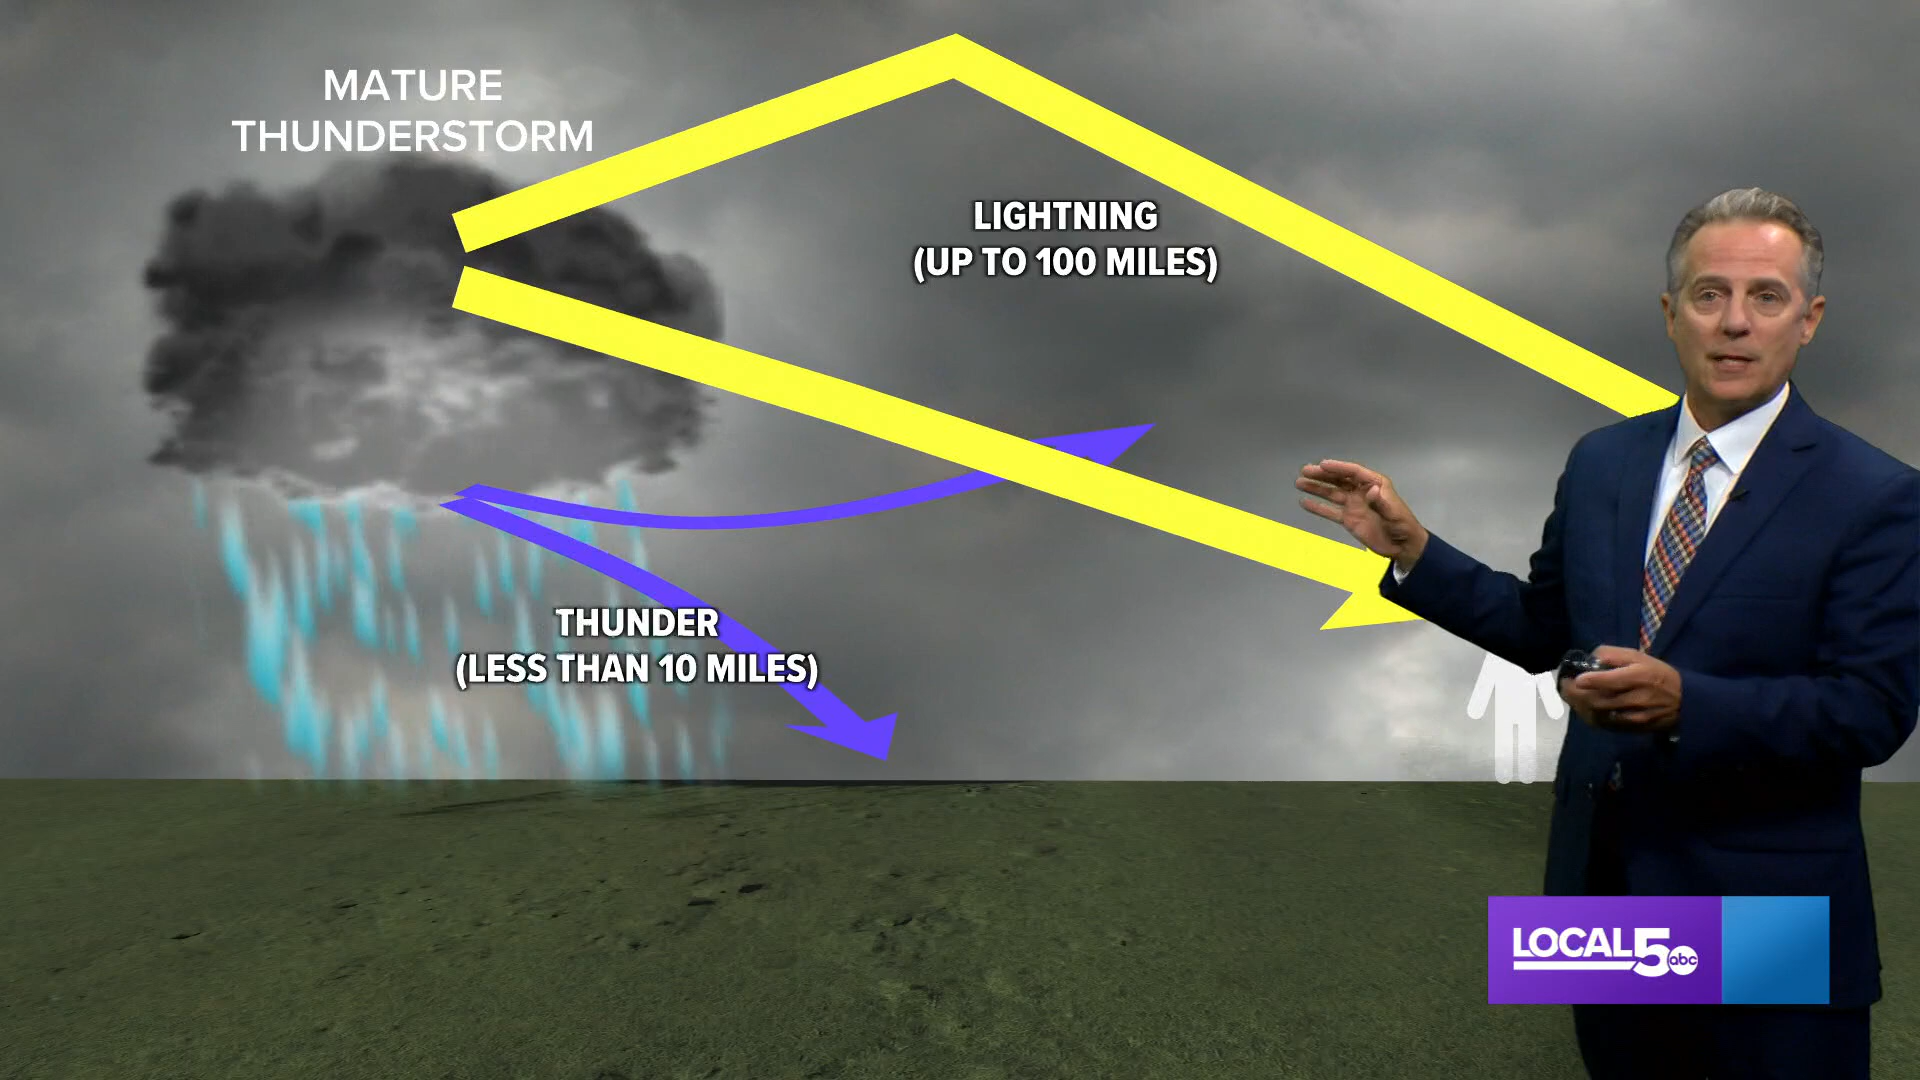 MATURE
THUNDERSTORM
LIGHTNING
(UP TO 100 MILES)
THUNDER
(LESS THAN 10 MILES)
LOCAL5
abc